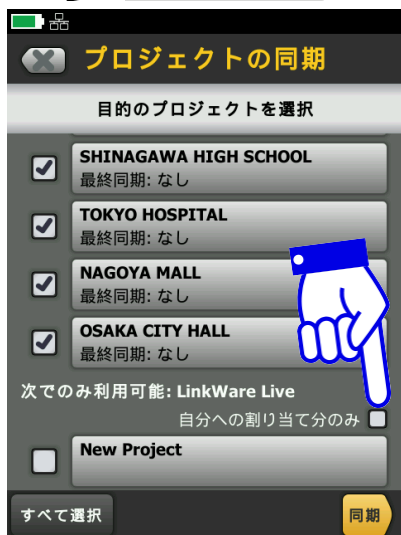 プロジェクトの同期
目的のプロジェクトを選択
SHINAGAWA HIGH SCHOOL
最終同期: なし
TOKYO HOSPITAL
最終同期: なし
NAGOYA MALL
最終同期: なし
OSAKA CITY HALL
最終同期: なし
次でのみ利用可能: LinkWare Live
自分への割り当て分のみ
New Project
すべて選択
同期